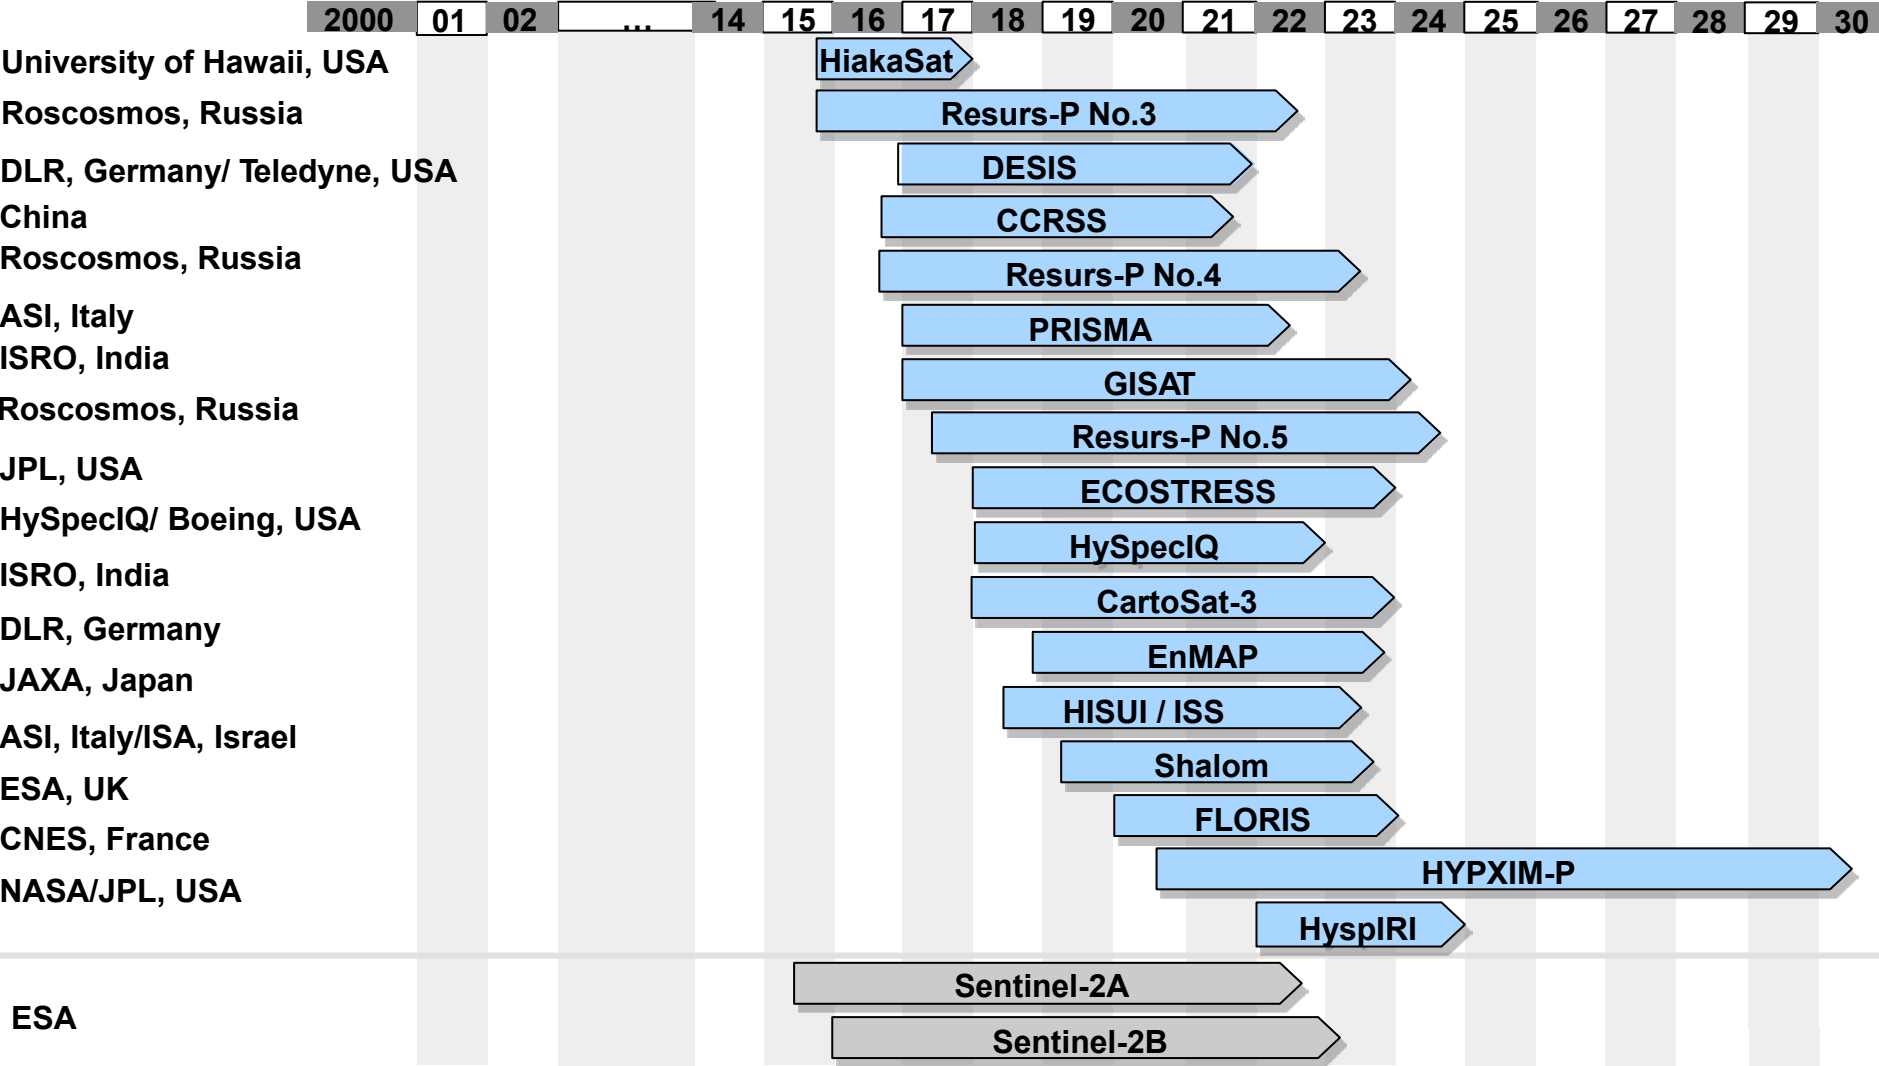 2000 01 02 ... 14 15 16 17 18 19 20 21 22 23 24 25 26 27 28 29 30
University of Hawaii, USA HiakaSat
Roscosmos, Russia Resurs-P No.3
DLR, Germany/ Teledyne, USA DESIS
China CCRSS
Roscosmos, Russia Resurs-P No.4
ASI, Italy PRISMA
ISRO, India GISAT
Roscosmos, Russia Resurs-P No.5
JPL, USA ECOSTRESS
HySpecIQ/ Boeing, USA HySpecIQ
ISRO, India CartoSat-3
DLR, Germany EnMAP
JAXA, Japan HISUI / ISS
ASI, Italy/ISA, Israel Shalom
ESA, UK FLORIS
CNES, France HYPXIM-P
NASA/JPL, USA HyspIRI
Sentinel-2A
ESA
Sentinel-2B